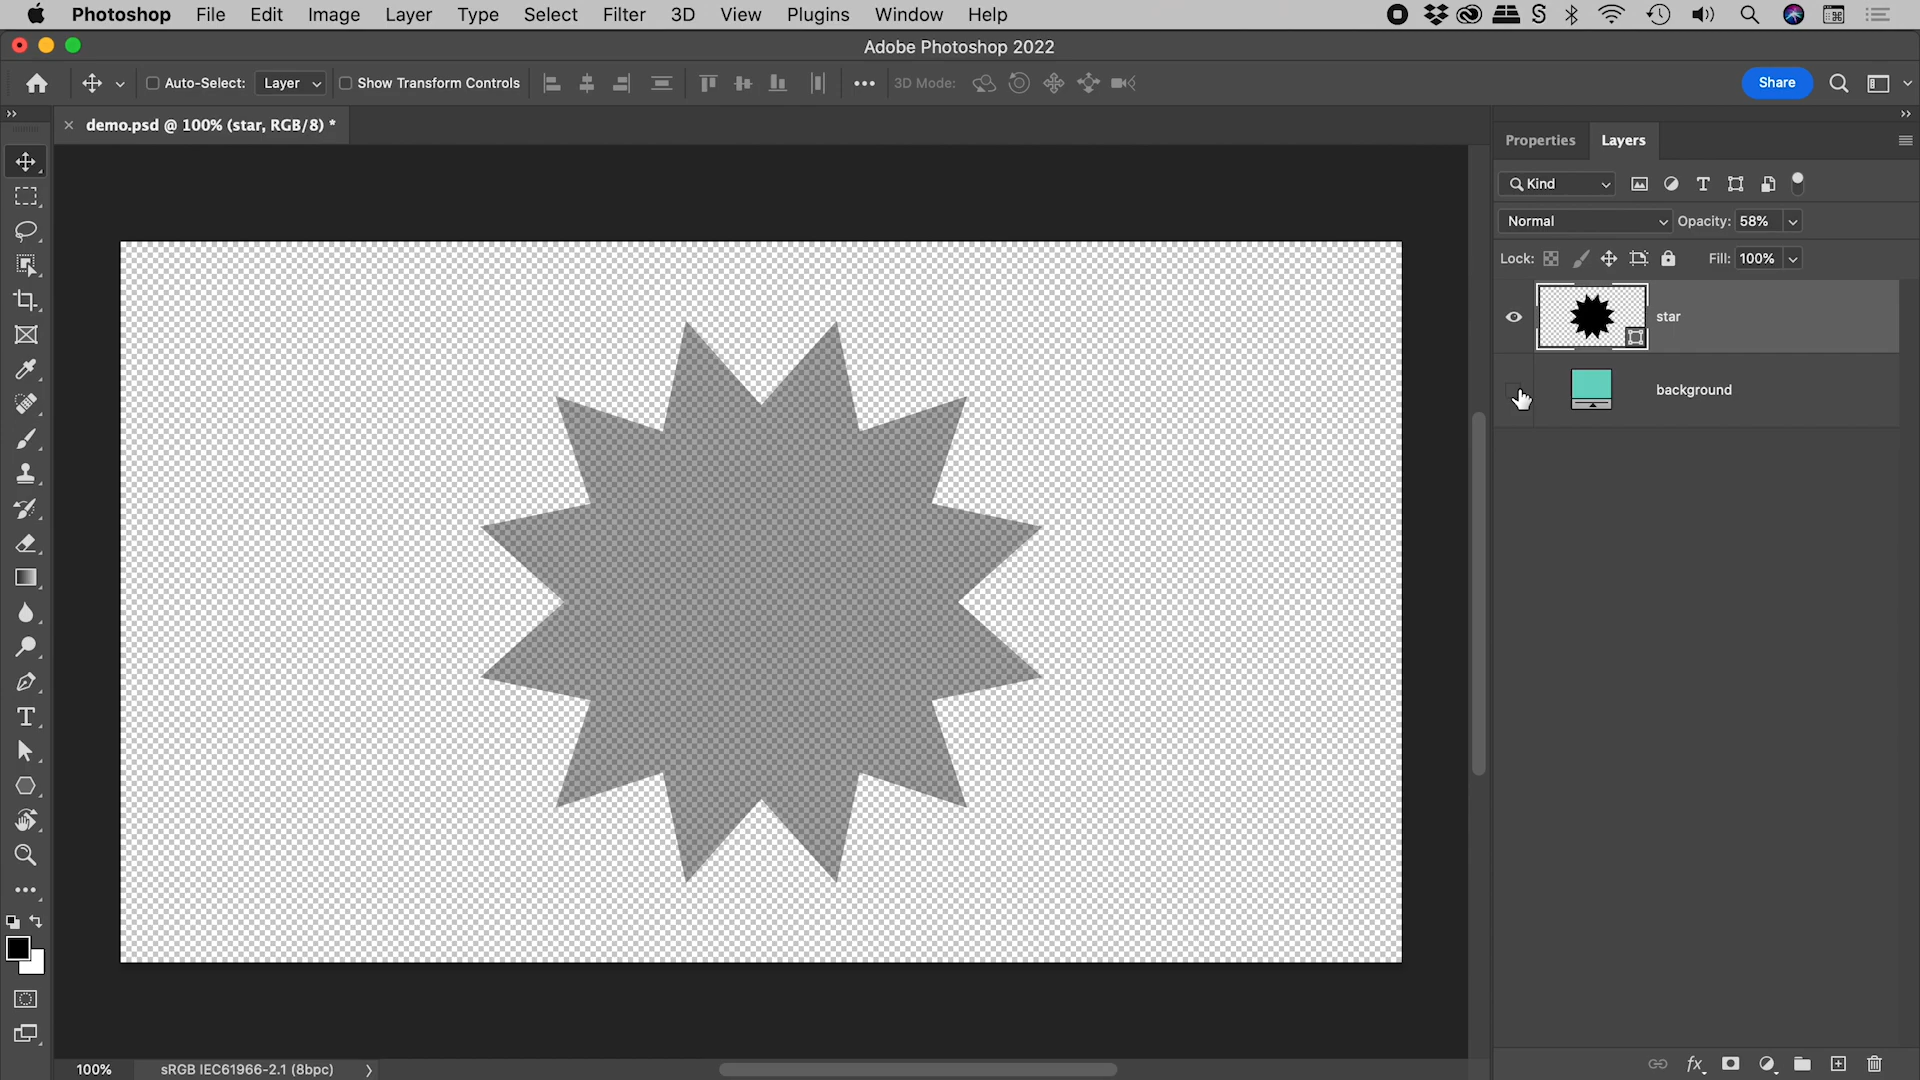 Photoshop File Edit Image Layer Type Select Filter 3D View Plugins Window Help
Adobe Photoshop 2022
Auto-Select: Layer Show Transform Controls 3D Mode: Share
demo.psd @ 100% (star, RGB/8) *
Properties Layers
Kind
Normal Opacity: 58%
Lock: Fill: 100%
star
background
100% sRGB IEC61966-2.1 (8bpc)